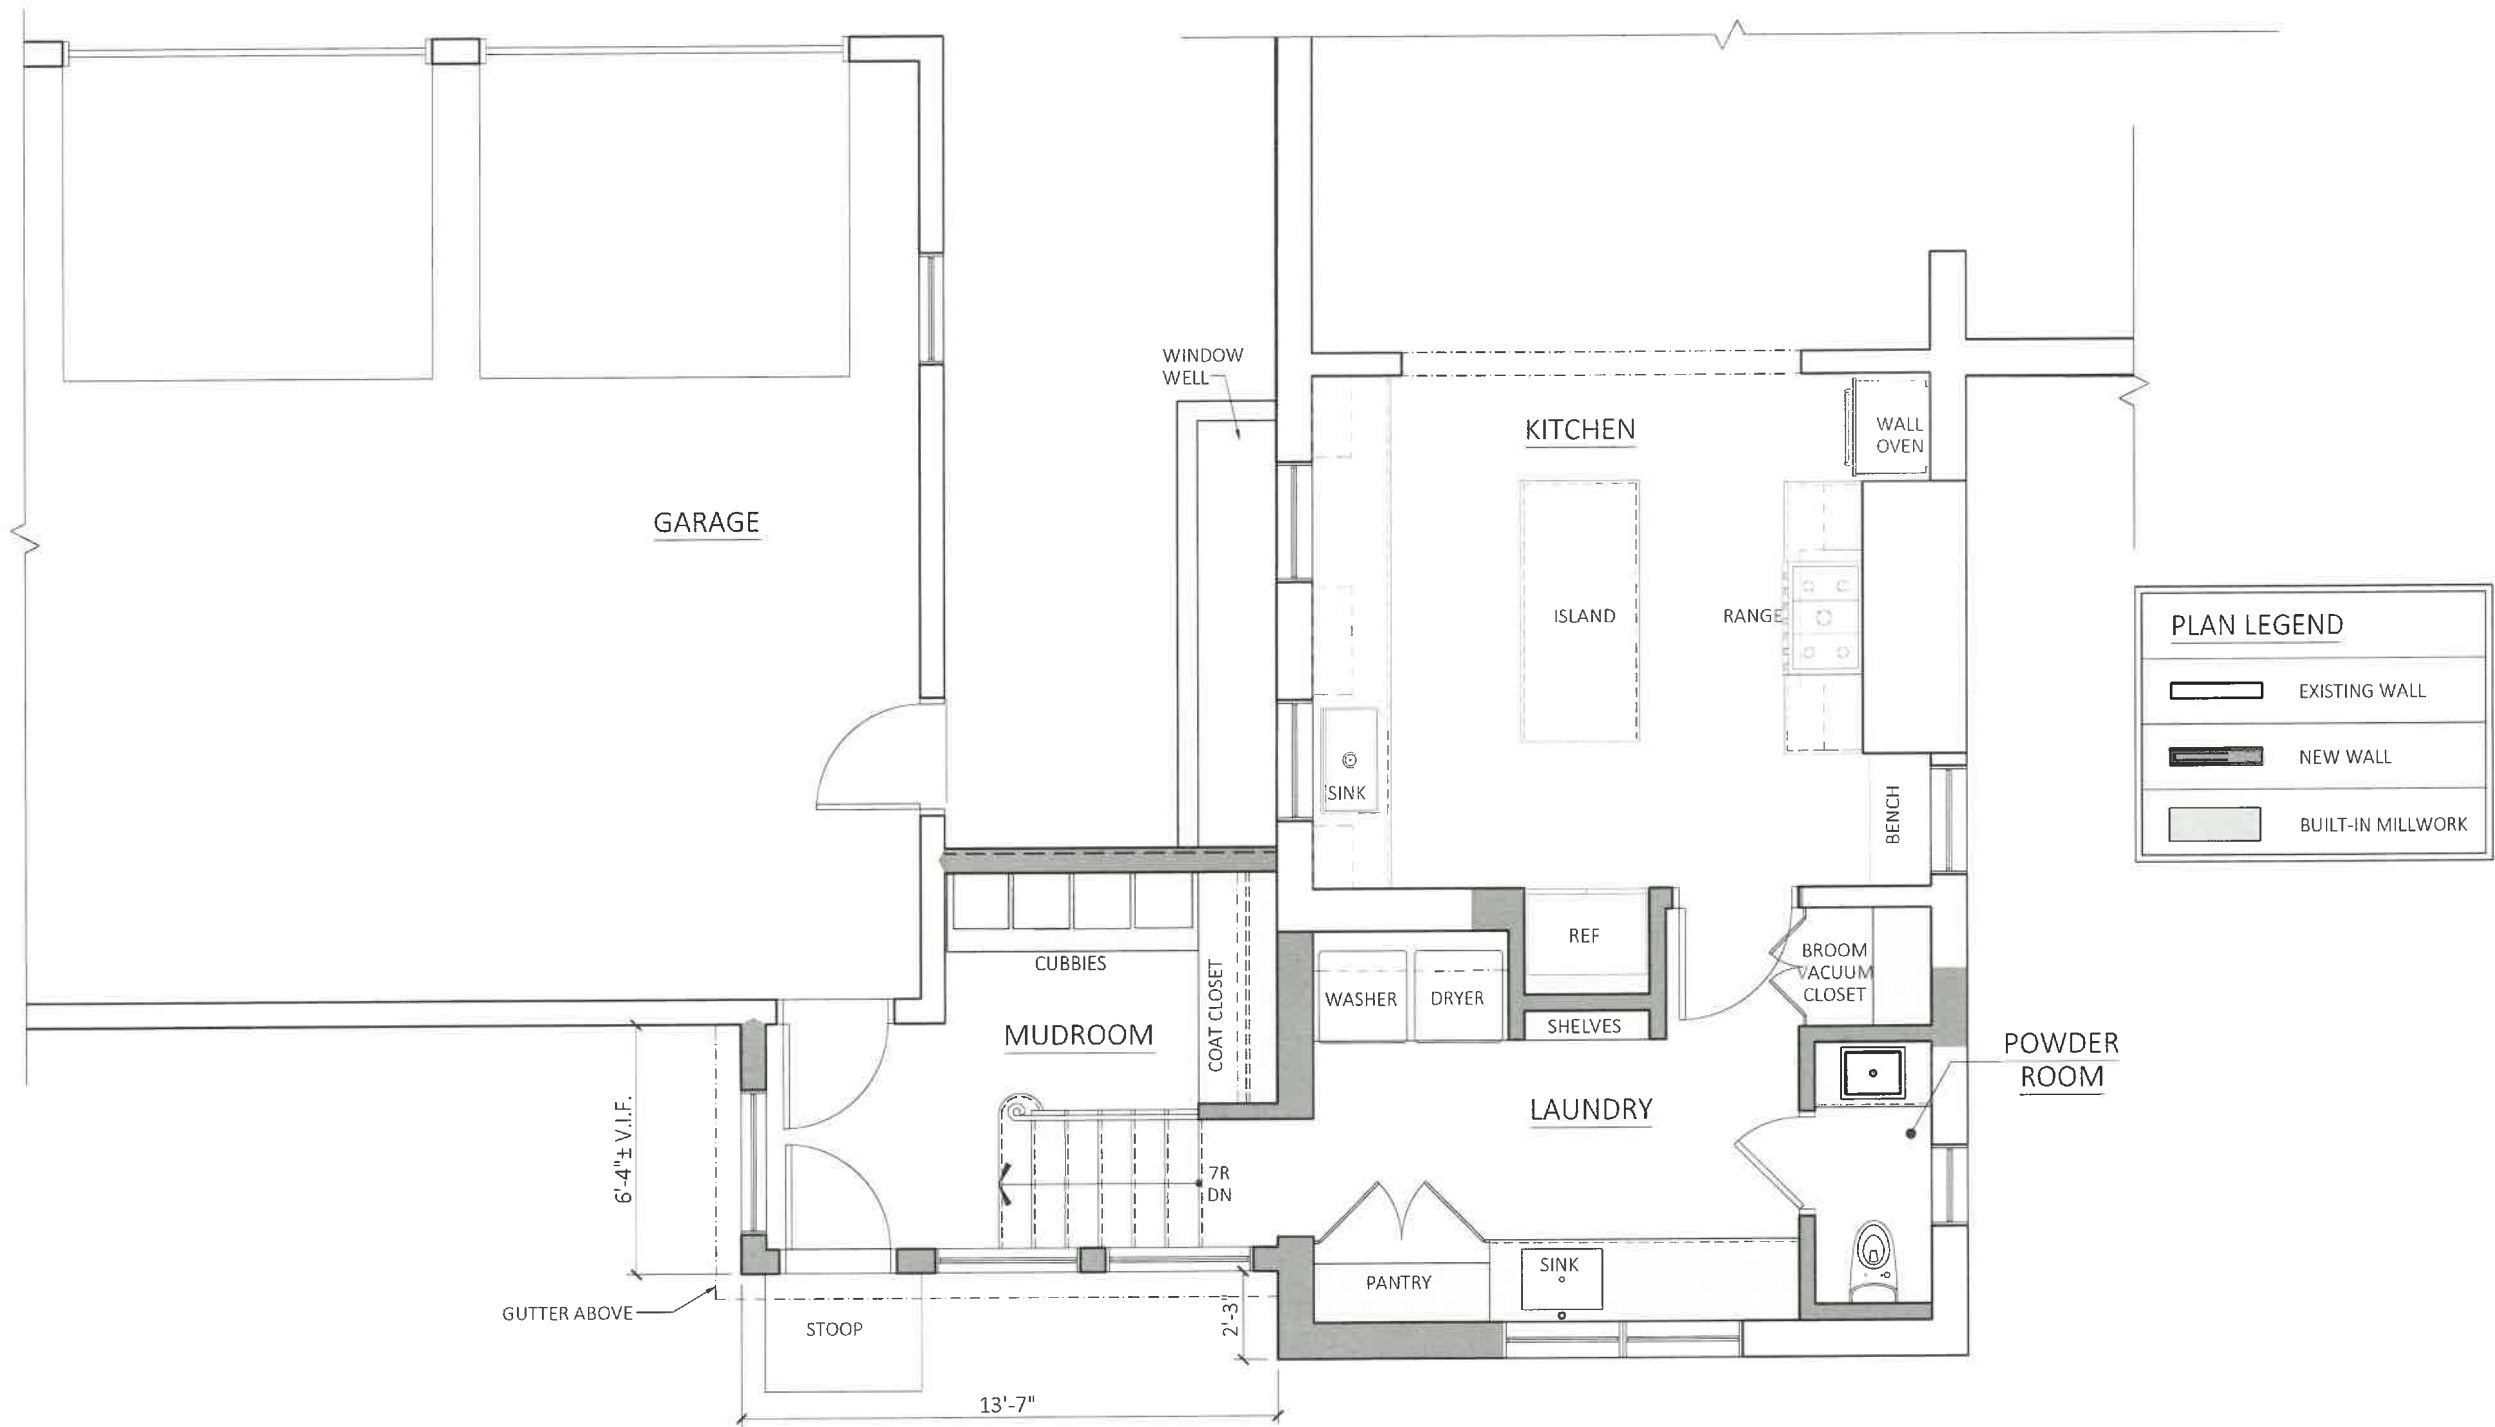 WINDOW
WELL
KITCHEN
WALL
OVEN
GARAGE
ISLAND
RANGE
PLAN LEGEND
EXISTING WALL
NEW WALL
BUILT-IN MILLWORK
SINK
BENCH
REF
CUBBIES
COAT CLOSET
WASHER
DRYER
BROOM
VACUUM
CLOSET
SHELVES
MUDROOM
POWDER
ROOM
LAUNDRY
6'-4"± V.I.F.
7R
DN
PANTRY
SINK
GUTTER ABOVE
STOOP
2'-3"
13'-7"